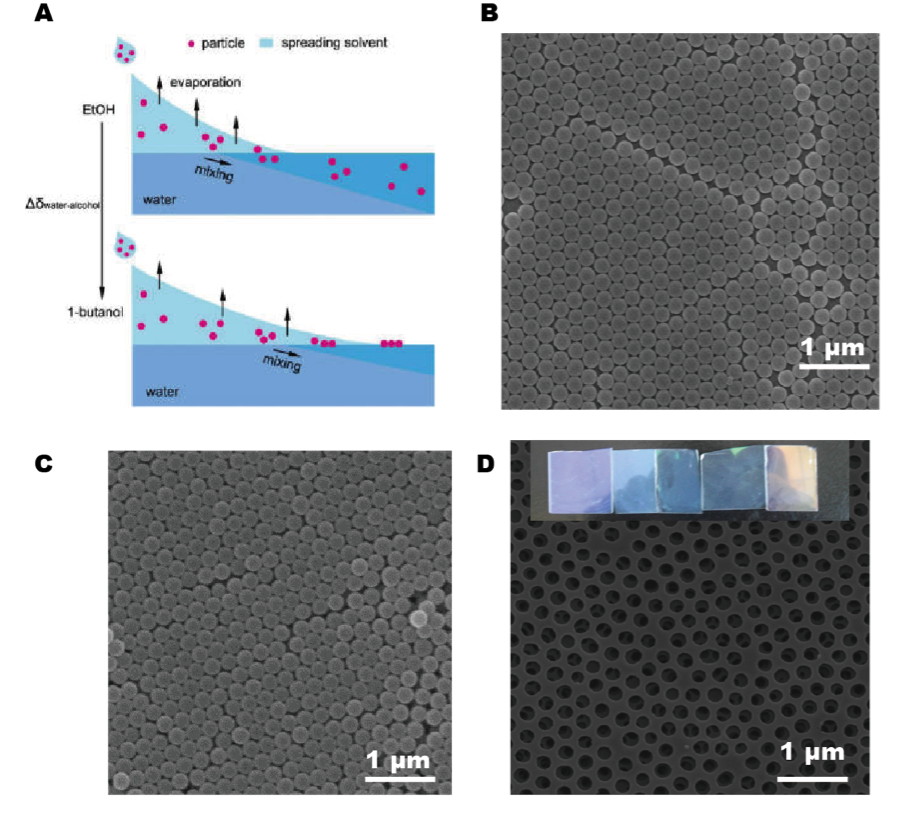 A
particle
spreading solvent
evaporation
EtOH
mixing
Δδwater-alcohol
water
1-butanol
mixing
water
B
1 µm
C
1 µm
D
1 µm